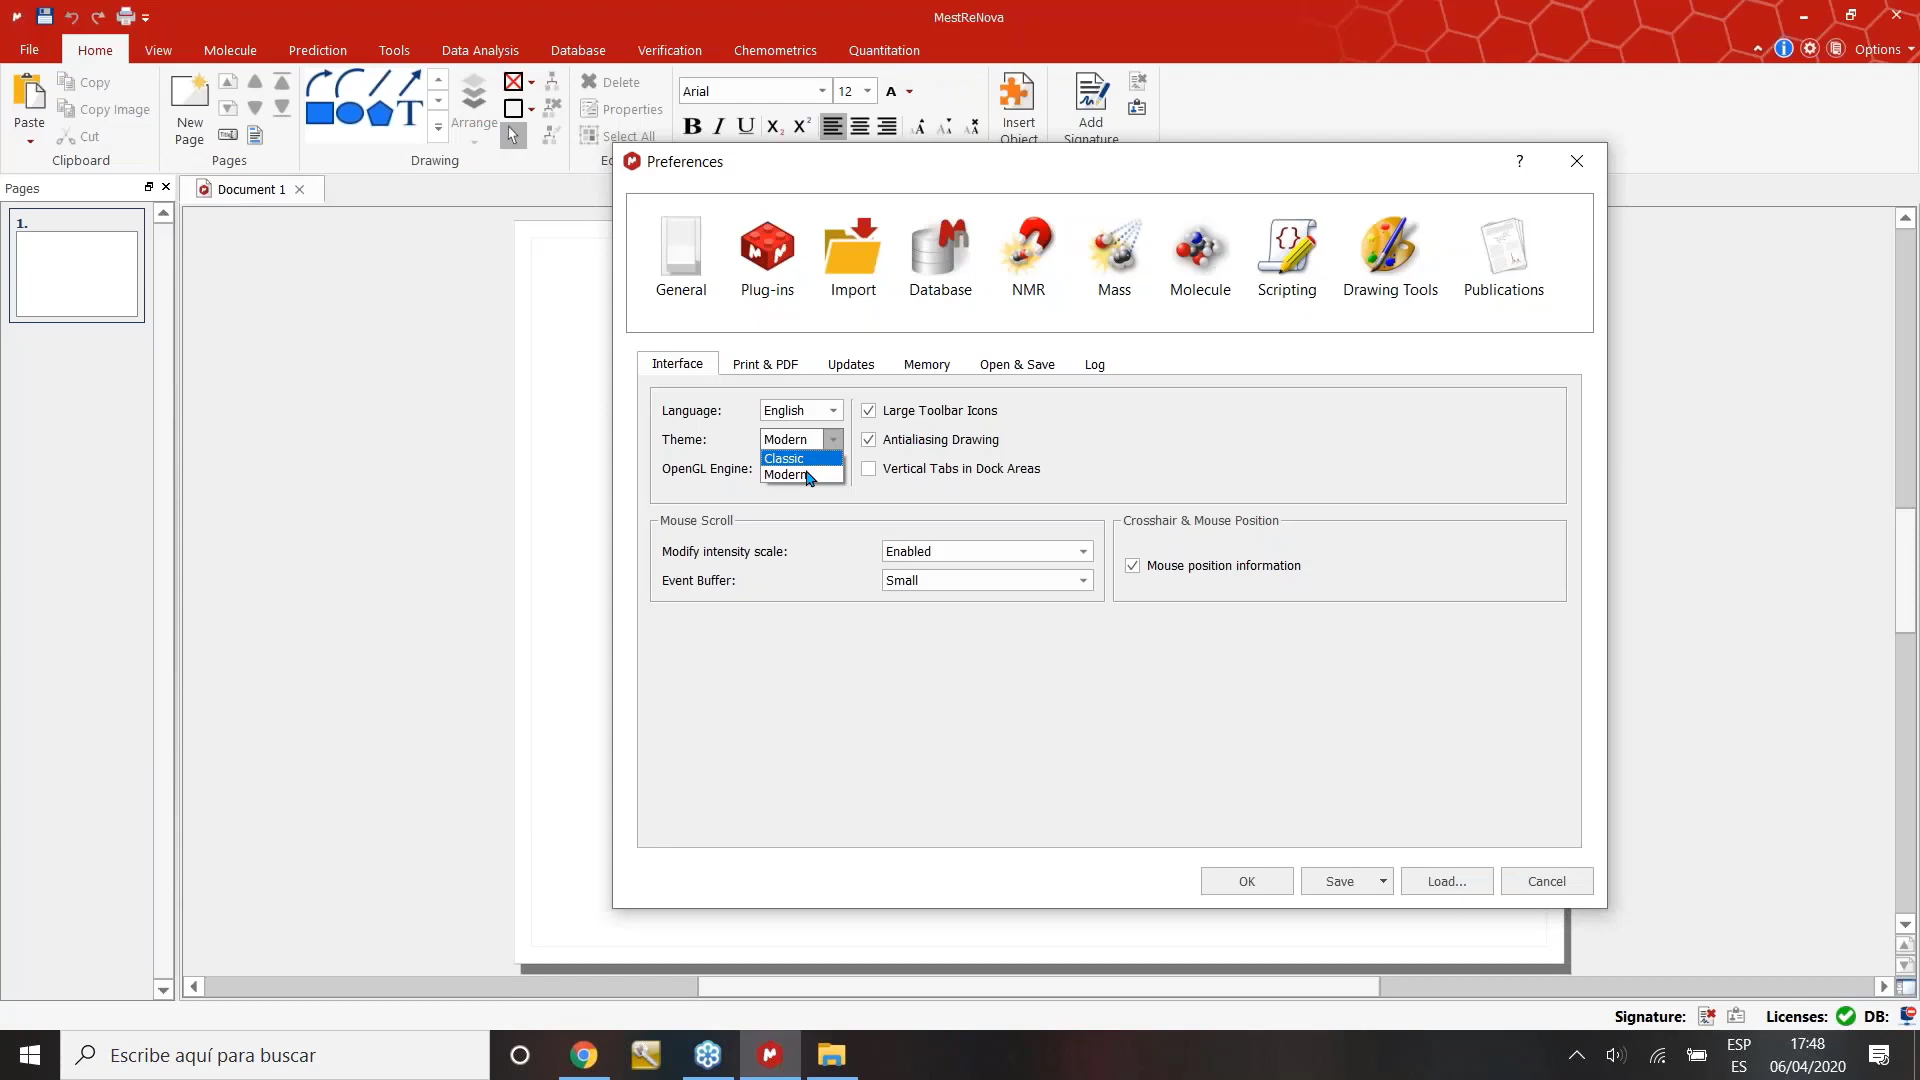 MestReNova
File Home View Molecule Prediction Tools Data Analysis Database Verification Chemometrics Quantitation Options
Paste
Copy
Copy Image
Cut
Clipboard
New
Page
Pages
Arrange
Drawing
Delete
Properties
Select All
Arial 12 A
B I U X₂ X²
Insert
Object
Add
Signature
Pages
1.
Document 1
Preferences
?
General Plug-ins Import Database NMR Mass Molecule Scripting Drawing Tools Publications
Interface Print & PDF Updates Memory Open & Save Log
Language: English Large Toolbar Icons
Theme: Modern Antialiasing Drawing
Classic
OpenGL Engine: Modern Vertical Tabs in Dock Areas
Mouse Scroll
Modify intensity scale: Enabled
Event Buffer: Small
Crosshair & Mouse Position
Mouse position information
OK Save Load... Cancel
Signature: Licenses: DB:
Escribe aquí para buscar
ESP
ES
17:48
06/04/2020